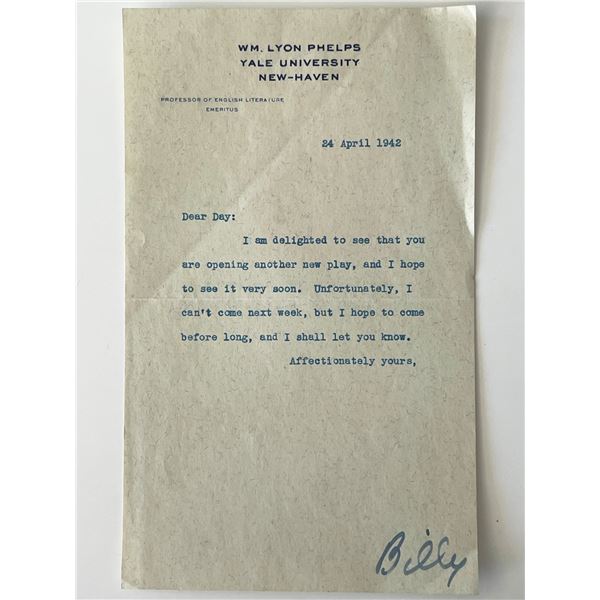 WM. LYON PHELPS
YALE UNIVERSITY
NEW-HAVEN
PROFESSOR OF ENGLISH LITERATURE
EMERITUS
24 April 1942
Dear Day:
I am delighted to see that you
are opening another new play, and I hope
to see it very soon. Unfortunately, I
can't come next week, but I hope to come
before long, and I shall let you know.
Affectionately yours,
Billy